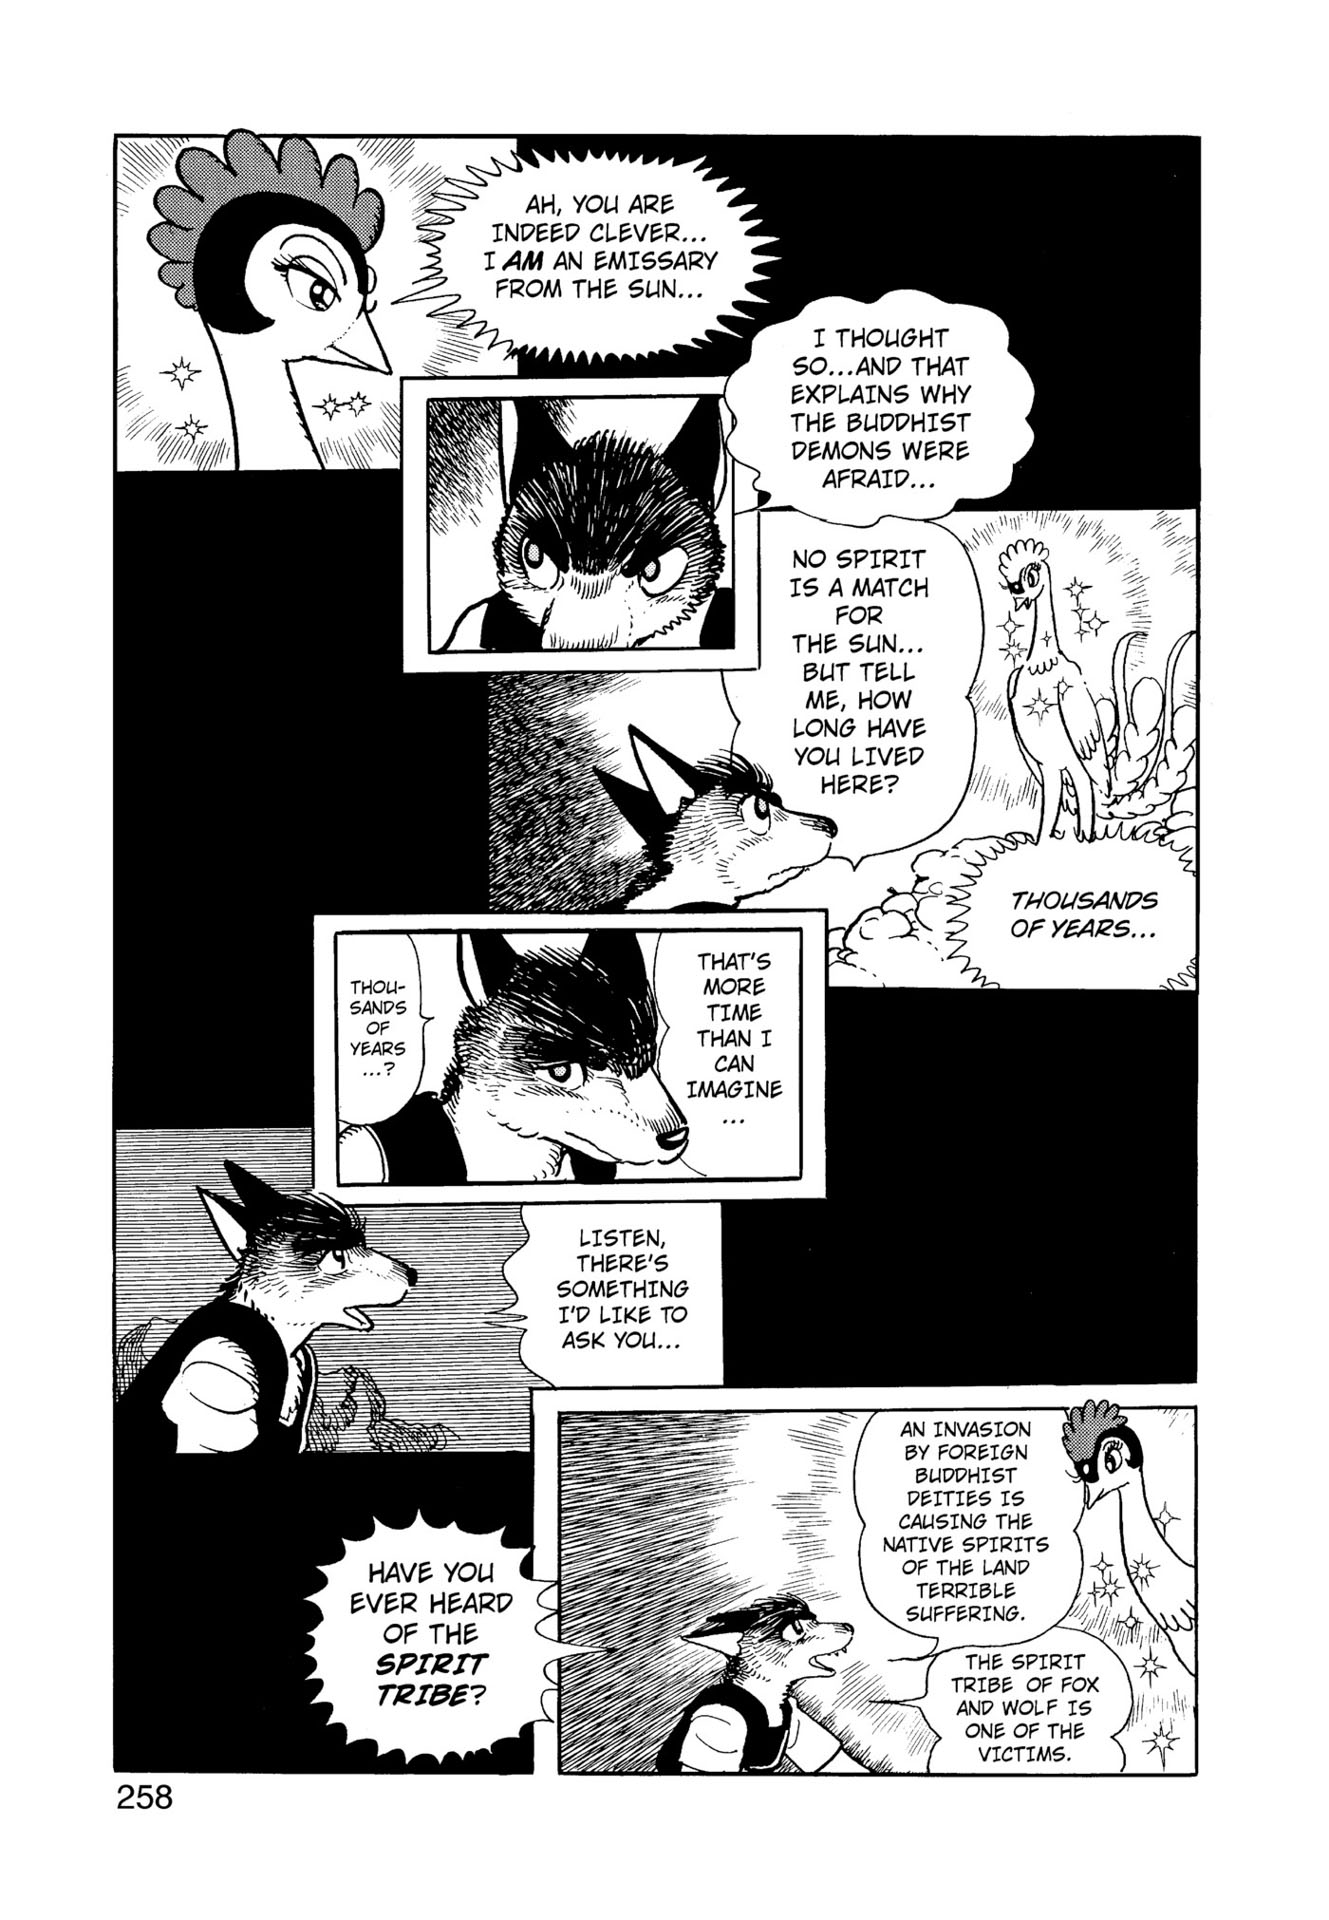 AH, YOU ARE
INDEED CLEVER...
I AM AN EMISSARY
FROM THE SUN...
I THOUGHT
SO...AND THAT
EXPLAINS WHY
THE BUDDHIST
DEMONS WERE
AFRAID...
NO SPIRIT
IS A MATCH
FOR
THE SUN...
BUT TELL
ME, HOW
LONG HAVE
YOU LIVED
HERE?
THOUSANDS
OF YEARS...
THOU-
SANDS
OF
YEARS
...?
THAT'S
MORE
TIME
THAN I
CAN
IMAGINE
...
LISTEN,
THERE'S
SOMETHING
I'D LIKE TO
ASK YOU...
HAVE YOU
EVER HEARD
OF THE
SPIRIT
TRIBE?
AN INVASION
BY FOREIGN
BUDDHIST
DEITIES IS
CAUSING THE
NATIVE SPIRITS
OF THE LAND
TERRIBLE
SUFFERING.
THE SPIRIT
TRIBE OF FOX
AND WOLF IS
ONE OF THE
VICTIMS.
258